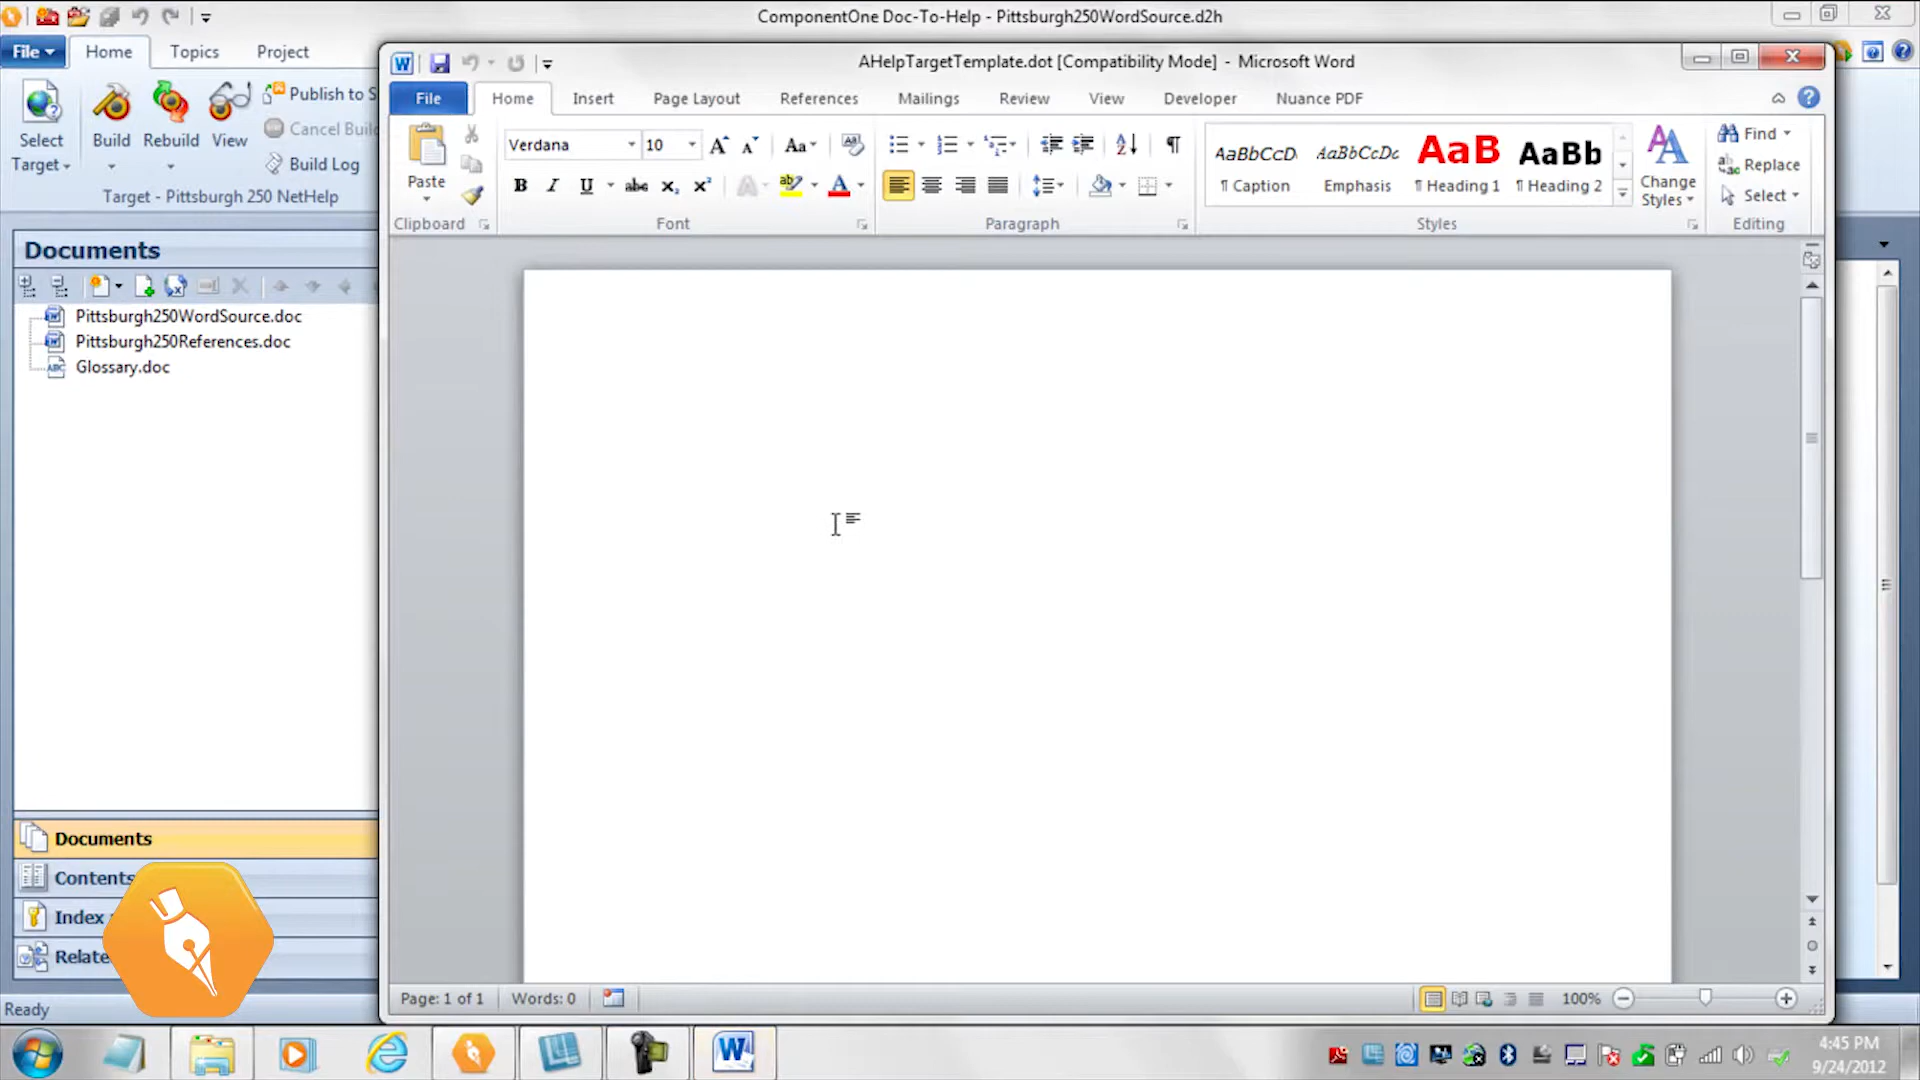 ComponentOne Doc-To-Help - Pittsburgh250WordSource.d2h
File Home Topics Project
Select Target
Build
Rebuild
View
Publish to S
Cancel Build
Build Log
Target - Pittsburgh 250 NetHelp
Documents
Pittsburgh250WordSource.doc
Pittsburgh250References.doc
Glossary.doc
Documents
Contents
Index
Relate
Ready
AHelpTargetTemplate.dot [Compatibility Mode] - Microsoft Word
File Home Insert Page Layout References Mailings Review View Developer Nuance PDF
Paste
Clipboard
Verdana 10
B I U abc x₂ x²
Font
Paragraph
AaBbCcD AaBbCcDc AaB AaBb
¶ Caption Emphasis ¶ Heading 1 ¶ Heading 2
Change Styles
Styles
Find
Replace
Select
Editing
Page: 1 of 1 Words: 0 100%
4:45 PM
9/24/2012